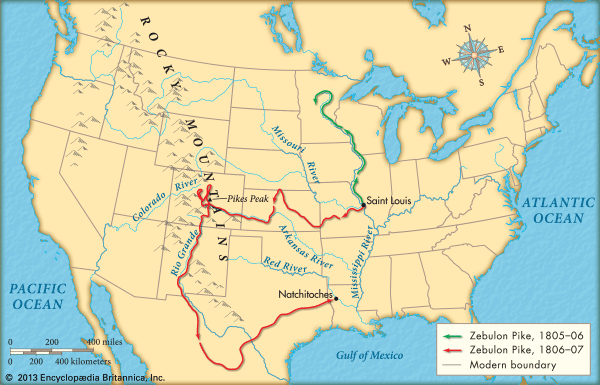 ROCKY MOUNTAINS
N
W
E
S
Missouri River
Colorado River
Pikes Peak
Saint Louis
ATLANTIC
OCEAN
Arkansas River
Rio Grande
Red River
Mississippi River
Natchitoches
PACIFIC
OCEAN
0 200 400 miles
0 200 400 kilometers
Gulf of Mexico
Zebulon Pike, 1805–06
Zebulon Pike, 1806–07
Modern boundary
© 2013 Encyclopædia Britannica, Inc.